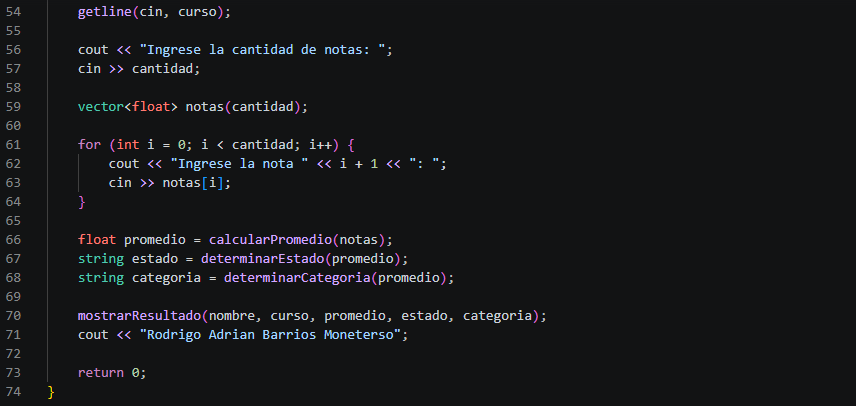 54 getline(cin, curso);
55
56 cout << "Ingrese la cantidad de notas: ";
57 cin >> cantidad;
58
59 vector<float> notas(cantidad);
60
61 for (int i = 0; i < cantidad; i++) {
62 cout << "Ingrese la nota " << i + 1 << ": ";
63 cin >> notas[i];
64 }
65
66 float promedio = calcularPromedio(notas);
67 string estado = determinarEstado(promedio);
68 string categoria = determinarCategoria(promedio);
69
70 mostrarResultado(nombre, curso, promedio, estado, categoria);
71 cout << "Rodrigo Adrian Barrios Moneterso";
72
73 return 0;
74 }